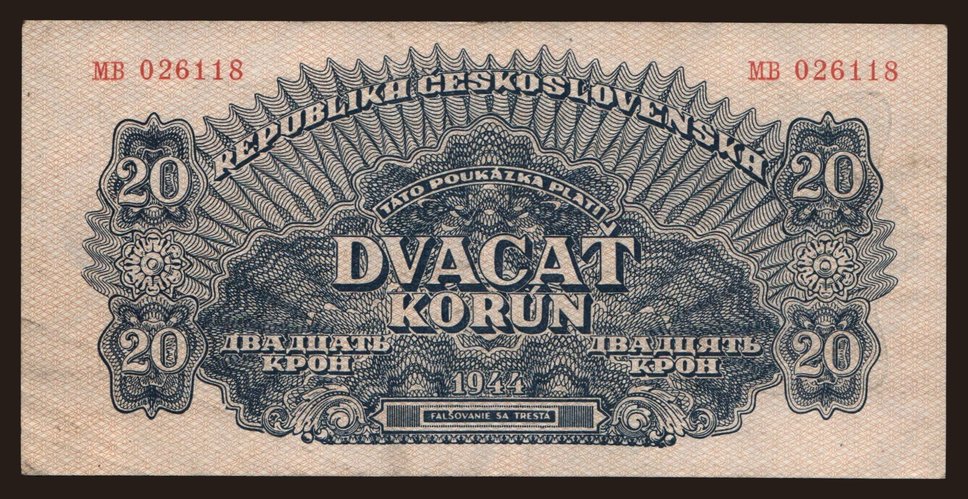 MB 026118
MB 026118
REPUBLIKA ČESKOSLOVENSKÁ
20
20
TÁTO POUKÁZKA PLATÍ
DVACAŤ
KORÚN
20
20
ДВАДЦАТЬ
КРОН
ДВАДЦЯТЬ
КРОН
1944
FALŠOVANIE SA TRESTÁ